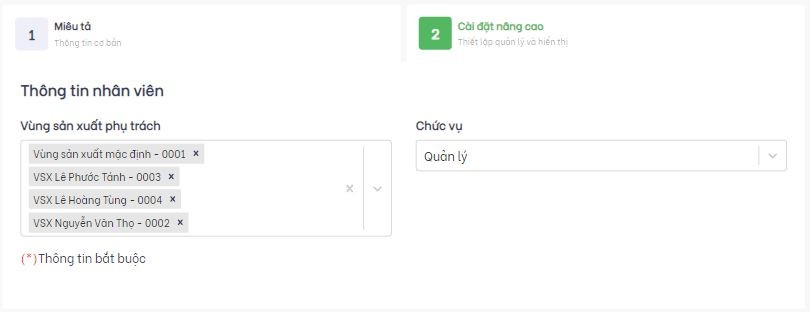 1
Miêu tả
Thông tin cơ bản
2
Cài đặt nâng cao
Thiết lập quản lý và hiển thị
Thông tin nhân viên
Vùng sản xuất phụ trách
Vùng sản xuất mặc định - 0001 ×
VSX Lê Phước Tánh - 0003 ×
VSX Lê Hoàng Tùng - 0004 ×
VSX Nguyễn Văn Thọ - 0002 ×
Chức vụ
Quản lý
(*)Thông tin bắt buộc